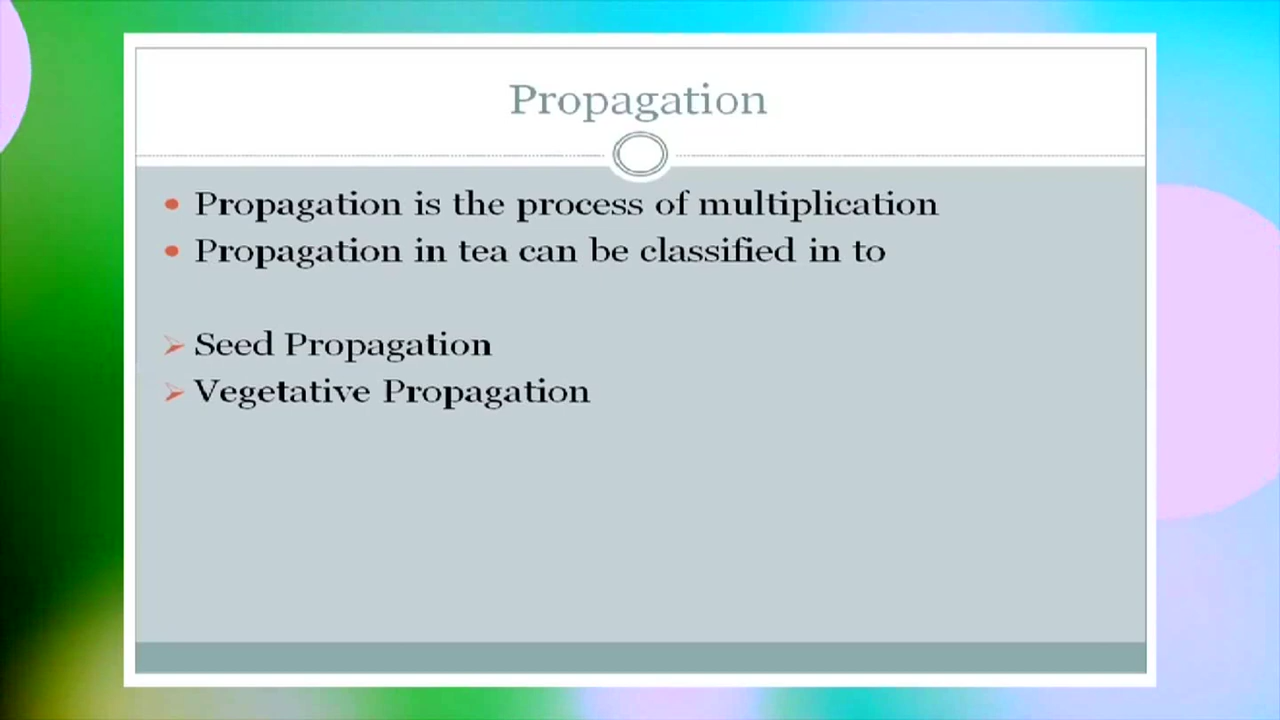 Propagation
Propagation is the process of multiplication
Propagation in tea can be classified in to
Seed Propagation
Vegetative Propagation